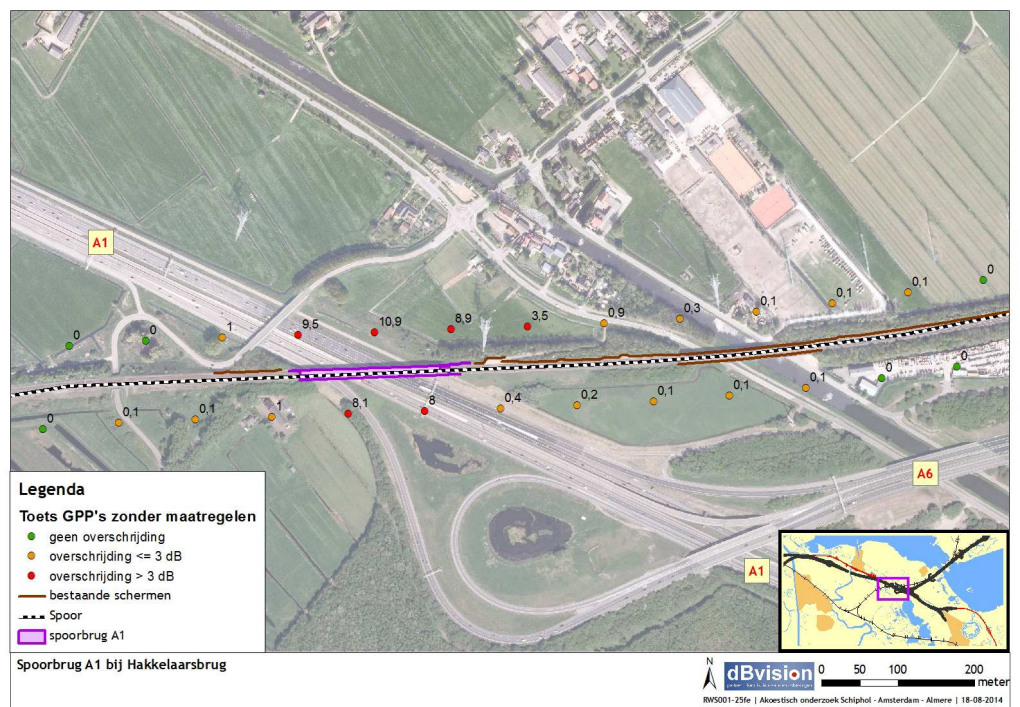 A1
0
0,1
0,1
0,1
0,3
0,9
3,5
8,9
10,9
9,5
1
0
0
0
0
0,1
0,1
0,1
0,2
0,4
8
8,1
1
0,1
0,1
0
A6
A1
Legenda
Toets GPP's zonder maatregelen
geen overschrijding
overschrijding <= 3 dB
overschrijding > 3 dB
bestaande schermen
Spoor
spoorbrug A1
Spoorbrug A1 bij Hakkelaarsbrug
N
dBvision
0 50 100 200
meter
RWS001-25fe | Akoestisch onderzoek Schiphol - Amsterdam - Almere | 18-08-2014